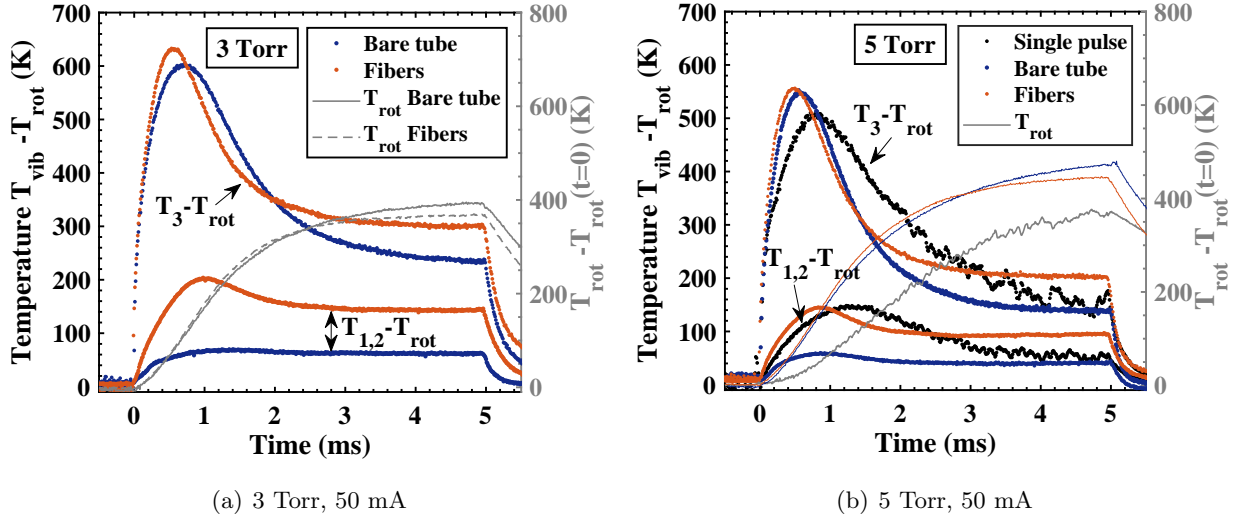 700
600
500
400
300
200
100
0
Temperature T_vib -T_rot (K)
3 Torr
Bare tube
Fibers
T_rot Bare tube
T_rot Fibers
T_3-T_rot
T_1,2-T_rot
800
600
400
200
0
T_rot -T_rot(t=0) (K)
0 1 2 3 4 5
Time (ms)
(a) 3 Torr, 50 mA
700
600
500
400
300
200
100
0
Temperature T_vib -T_rot (K)
5 Torr
Single pulse
Bare tube
Fibers
T_rot
T_3-T_rot
T_1,2-T_rot
800
600
400
200
0
T_rot -T_rot(t=0) (K)
0 1 2 3 4 5
Time (ms)
(b) 5 Torr, 50 mA